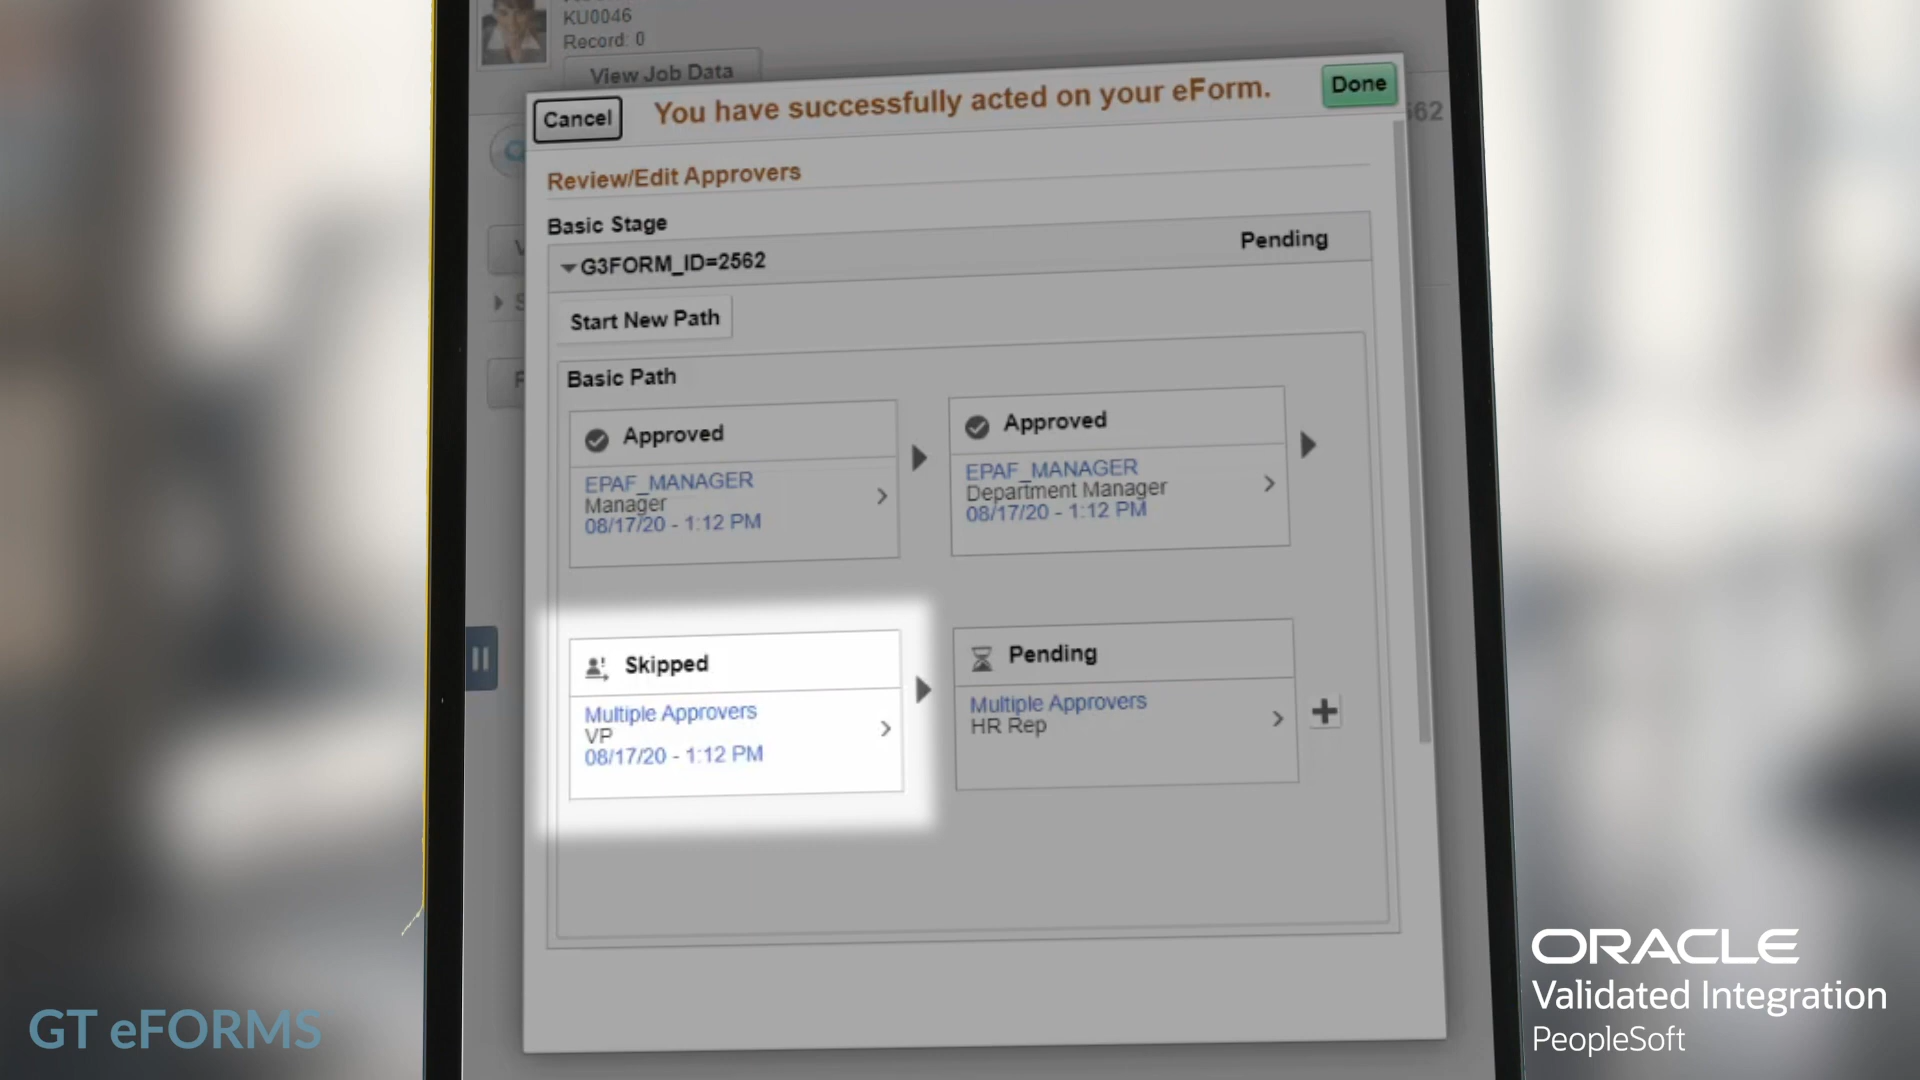 KU0046
Record: 0
View Job Data
Cancel
You have successfully acted on your eForm.
Done
562
Review/Edit Approvers
Basic Stage
G3FORM_ID=2562
Pending
Start New Path
Basic Path
Approved
EPAF_MANAGER
Manager
08/17/20 - 1:12 PM
Approved
EPAF_MANAGER
Department Manager
08/17/20 - 1:12 PM
Skipped
Multiple Approvers
VP
08/17/20 - 1:12 PM
Pending
Multiple Approvers
HR Rep
GT eFORMS
ORACLE
Validated Integration
PeopleSoft